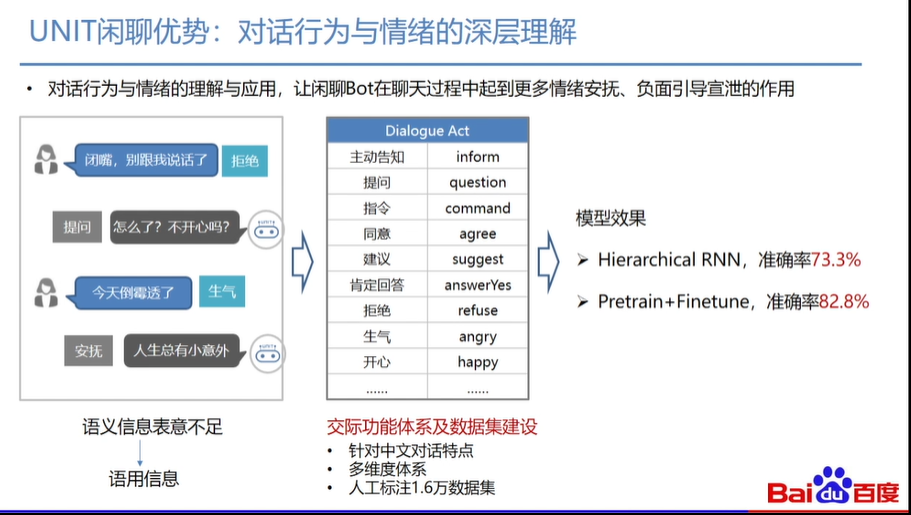 UNIT闲聊优势：对话行为与情绪的深层理解
• 对话行为与情绪的理解与应用，让闲聊Bot在聊天过程中起到更多情绪安抚、负面引导宣泄的作用
闭嘴，别跟我说话了 拒绝
提问 怎么了？不开心吗？
UNIT
今天倒霉透了 生气
安抚 人生总有小意外
UNIT
语义信息表意不足
语用信息
Dialogue Act
主动告知 inform
提问 question
指令 command
同意 agree
建议 suggest
肯定回答 answerYes
拒绝 refuse
生气 angry
开心 happy
...... ......
交际功能体系及数据集建设
• 针对中文对话特点
• 多维度体系
• 人工标注1.6万数据集
模型效果
➢ Hierarchical RNN，准确率73.3%
➢ Pretrain+Finetune，准确率82.8%
Bai du 百度